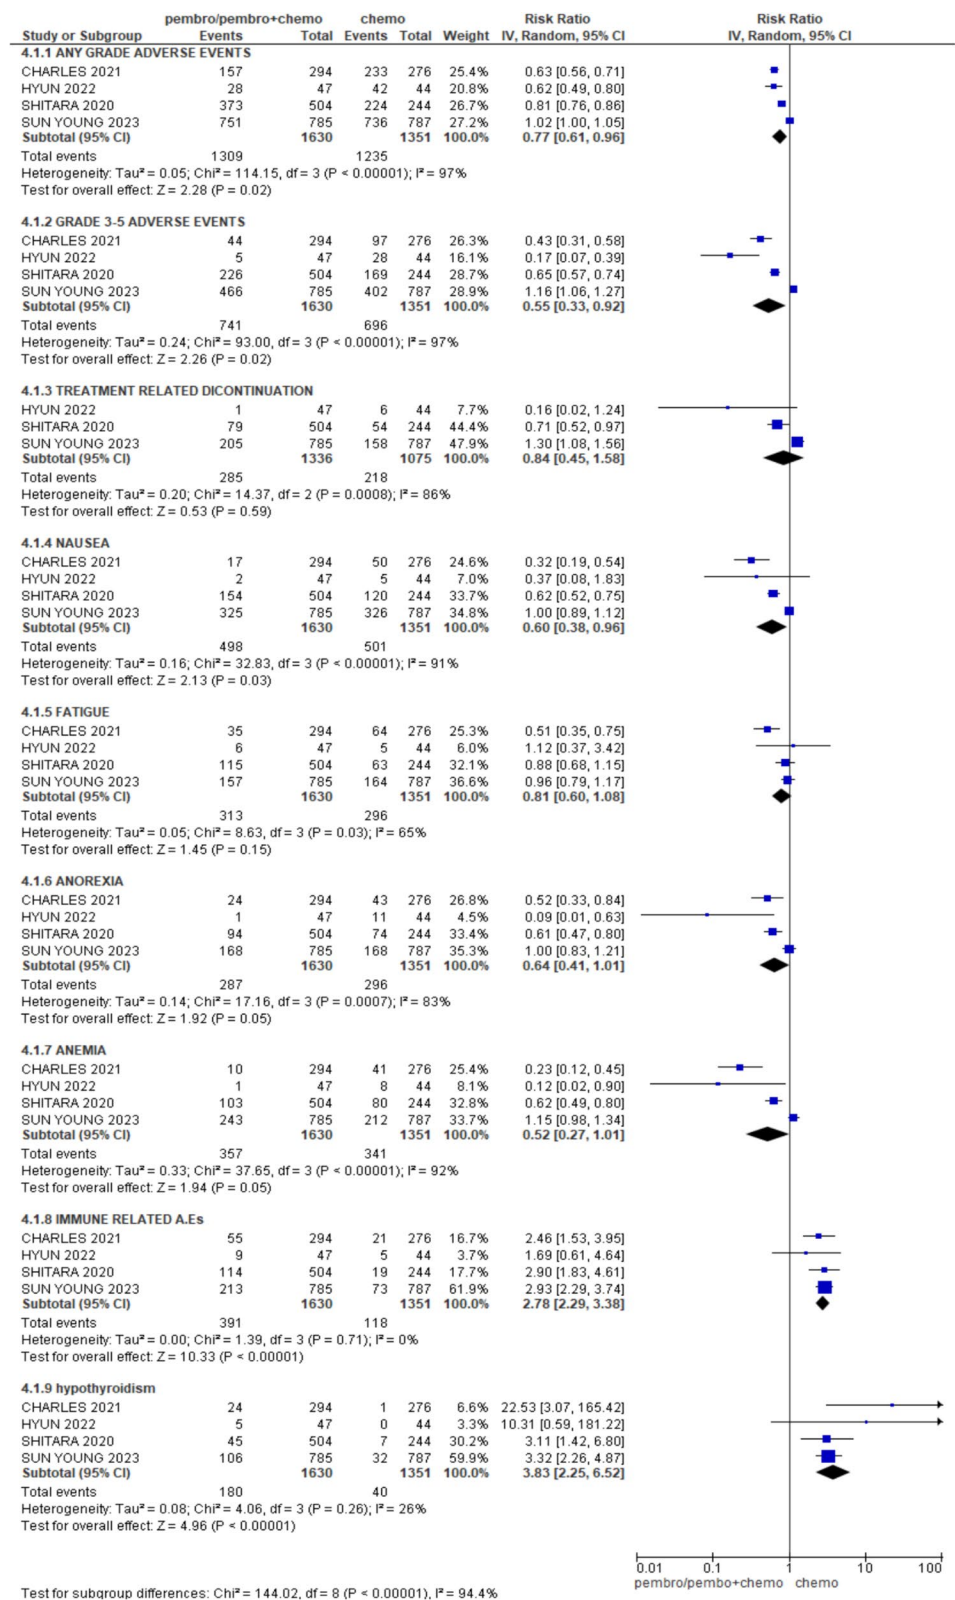 pembro/pembro+chemo chemo Risk Ratio Risk Ratio
Study or Subgroup Events Total Events Total Weight IV, Random, 95% CI IV, Random, 95% CI
4.1.1 ANY GRADE ADVERSE EVENTS
CHARLES 2021 157 294 233 276 25.4% 0.63 [0.56, 0.71]
HYUN 2022 28 47 42 44 20.8% 0.62 [0.49, 0.80]
SHITARA 2020 373 504 224 244 26.7% 0.81 [0.76, 0.86]
SUN YOUNG 2023 751 785 736 787 27.2% 1.02 [1.00, 1.05]
Subtotal (95% CI) 1630 1351 100.0% 0.77 [0.61, 0.96]
Total events 1309 1235
Heterogeneity: Tau² = 0.05; Chi² = 114.15, df = 3 (P < 0.00001); I² = 97%
Test for overall effect: Z = 2.28 (P = 0.02)
4.1.2 GRADE 3-5 ADVERSE EVENTS
CHARLES 2021 44 294 97 276 26.3% 0.43 [0.31, 0.58]
HYUN 2022 5 47 28 44 16.1% 0.17 [0.07, 0.39]
SHITARA 2020 226 504 169 244 28.7% 0.65 [0.57, 0.74]
SUN YOUNG 2023 466 785 402 787 28.9% 1.16 [1.06, 1.27]
Subtotal (95% CI) 1630 1351 100.0% 0.55 [0.33, 0.92]
Total events 741 696
Heterogeneity: Tau² = 0.24; Chi² = 93.00, df = 3 (P < 0.00001); I² = 97%
Test for overall effect: Z = 2.26 (P = 0.02)
4.1.3 TREATMENT RELATED DICONTINUATION
HYUN 2022 1 47 6 44 7.7% 0.16 [0.02, 1.24]
SHITARA 2020 79 504 54 244 44.4% 0.71 [0.52, 0.97]
SUN YOUNG 2023 205 785 158 787 47.9% 1.30 [1.08, 1.56]
Subtotal (95% CI) 1336 1075 100.0% 0.84 [0.45, 1.58]
Total events 285 218
Heterogeneity: Tau² = 0.20; Chi² = 14.37, df = 2 (P = 0.0008); I² = 86%
Test for overall effect: Z = 0.53 (P = 0.59)
4.1.4 NAUSEA
CHARLES 2021 17 294 50 276 24.6% 0.32 [0.19, 0.54]
HYUN 2022 2 47 5 44 7.0% 0.37 [0.08, 1.83]
SHITARA 2020 154 504 120 244 33.7% 0.62 [0.52, 0.75]
SUN YOUNG 2023 325 785 326 787 34.8% 1.00 [0.89, 1.12]
Subtotal (95% CI) 1630 1351 100.0% 0.60 [0.38, 0.96]
Total events 498 501
Heterogeneity: Tau² = 0.16; Chi² = 32.83, df = 3 (P < 0.00001); I² = 91%
Test for overall effect: Z = 2.13 (P = 0.03)
4.1.5 FATIGUE
CHARLES 2021 35 294 64 276 25.3% 0.51 [0.35, 0.75]
HYUN 2022 6 47 5 44 6.0% 1.12 [0.37, 3.42]
SHITARA 2020 115 504 63 244 32.1% 0.88 [0.68, 1.15]
SUN YOUNG 2023 157 785 164 787 36.6% 0.96 [0.79, 1.17]
Subtotal (95% CI) 1630 1351 100.0% 0.81 [0.60, 1.08]
Total events 313 296
Heterogeneity: Tau² = 0.05; Chi² = 8.63, df = 3 (P = 0.03); I² = 65%
Test for overall effect: Z = 1.45 (P = 0.15)
4.1.6 ANOREXIA
CHARLES 2021 24 294 43 276 26.8% 0.52 [0.33, 0.84]
HYUN 2022 1 47 11 44 4.5% 0.09 [0.01, 0.63]
SHITARA 2020 94 504 74 244 33.4% 0.61 [0.47, 0.80]
SUN YOUNG 2023 168 785 168 787 35.3% 1.00 [0.83, 1.21]
Subtotal (95% CI) 1630 1351 100.0% 0.64 [0.41, 1.01]
Total events 287 296
Heterogeneity: Tau² = 0.14; Chi² = 17.16, df = 3 (P = 0.0007); I² = 83%
Test for overall effect: Z = 1.92 (P = 0.05)
4.1.7 ANEMIA
CHARLES 2021 10 294 41 276 25.4% 0.23 [0.12, 0.45]
HYUN 2022 1 47 8 44 8.1% 0.12 [0.02, 0.90]
SHITARA 2020 103 504 80 244 32.8% 0.62 [0.49, 0.80]
SUN YOUNG 2023 243 785 212 787 33.7% 1.15 [0.98, 1.34]
Subtotal (95% CI) 1630 1351 100.0% 0.52 [0.27, 1.01]
Total events 357 341
Heterogeneity: Tau² = 0.33; Chi² = 37.65, df = 3 (P < 0.00001); I² = 92%
Test for overall effect: Z = 1.94 (P = 0.05)
4.1.8 IMMUNE RELATED A.Es
CHARLES 2021 55 294 21 276 16.7% 2.46 [1.53, 3.95]
HYUN 2022 9 47 5 44 3.7% 1.69 [0.61, 4.64]
SHITARA 2020 114 504 19 244 17.7% 2.90 [1.83, 4.61]
SUN YOUNG 2023 213 785 73 787 61.9% 2.93 [2.29, 3.74]
Subtotal (95% CI) 1630 1351 100.0% 2.78 [2.29, 3.38]
Total events 391 118
Heterogeneity: Tau² = 0.00; Chi² = 1.39, df = 3 (P = 0.71); I² = 0%
Test for overall effect: Z = 10.33 (P < 0.00001)
4.1.9 hypothyroidism
CHARLES 2021 24 294 1 276 6.6% 22.53 [3.07, 165.42]
HYUN 2022 5 47 0 44 3.3% 10.31 [0.59, 181.22]
SHITARA 2020 45 504 7 244 30.2% 3.11 [1.42, 6.80]
SUN YOUNG 2023 106 785 32 787 59.9% 3.32 [2.26, 4.87]
Subtotal (95% CI) 1630 1351 100.0% 3.83 [2.25, 6.52]
Total events 180 40
Heterogeneity: Tau² = 0.08; Chi² = 4.06, df = 3 (P = 0.26); I² = 26%
Test for overall effect: Z = 4.96 (P < 0.00001)
0.01 0.1 1 10 100
pembro/pembo+chemo chemo
Test for subgroup differences: Chi² = 144.02, df = 8 (P < 0.00001), I² = 94.4%